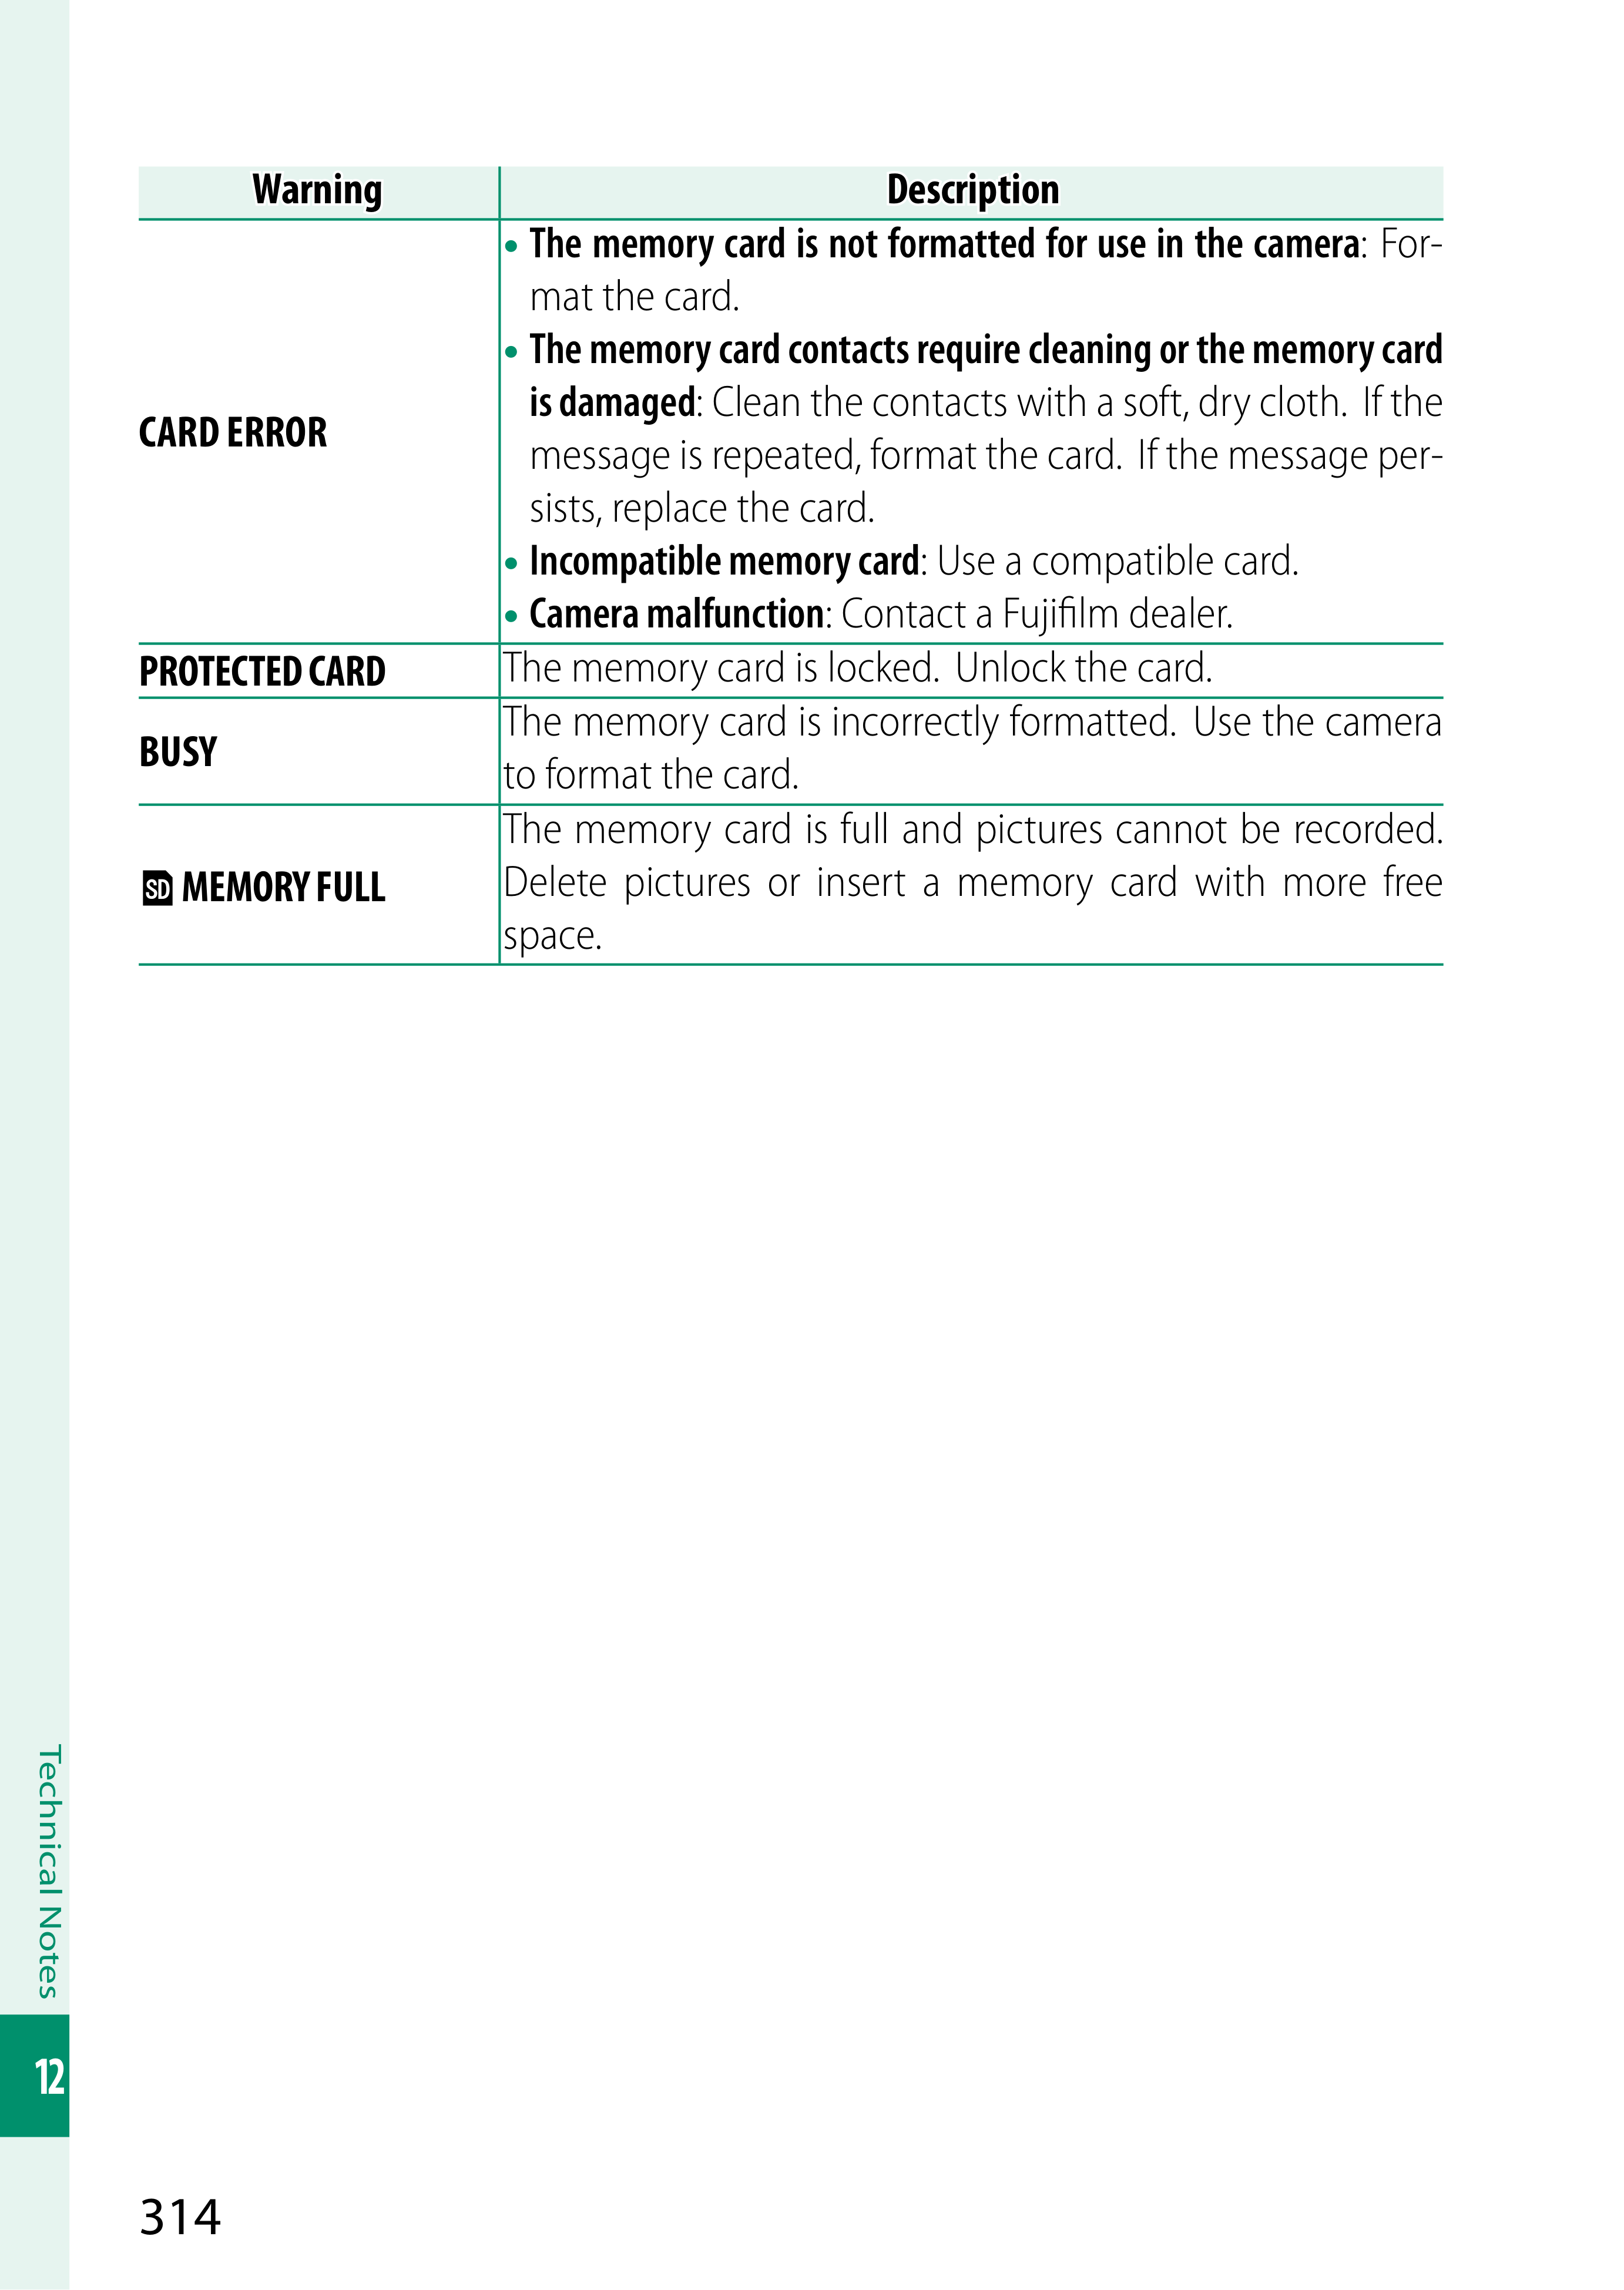 Warning Description
• The memory card is not formatted for use in the camera: For-
mat the card.
• The memory card contacts require cleaning or the memory card
is damaged: Clean the contacts with a soft, dry cloth. If the
message is repeated, format the card. If the message per-
sists, replace the card.
• Incompatible memory card: Use a compatible card.
• Camera malfunction: Contact a Fujifilm dealer.
CARD ERROR
PROTECTED CARD The memory card is locked. Unlock the card.
BUSY
The memory card is incorrectly formatted. Use the camera
to format the card.
SD MEMORY FULL
The memory card is full and pictures cannot be recorded.
Delete pictures or insert a memory card with more free
space.
Technical Notes
12
314